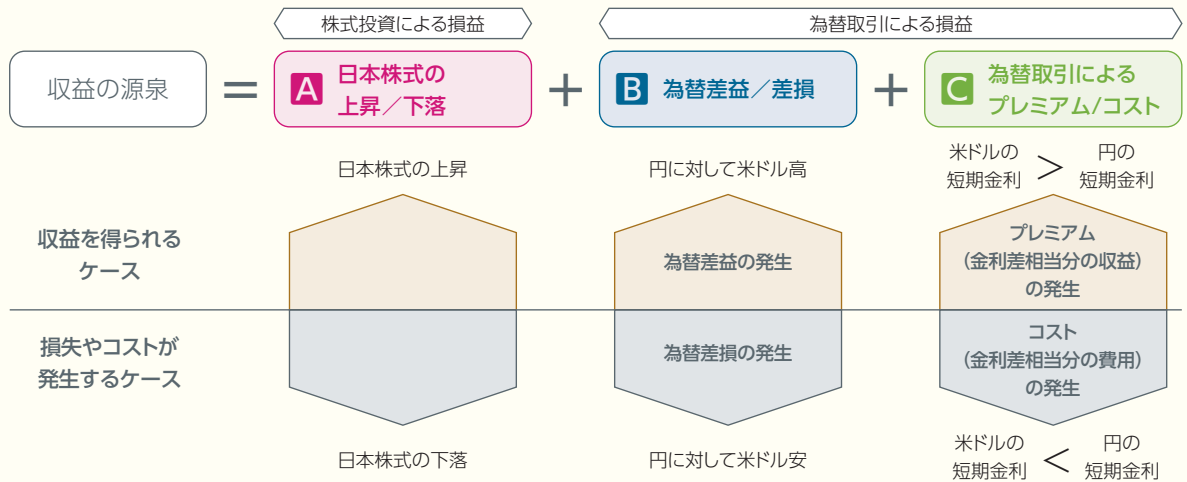 株式投資による損益
為替取引による損益
収益の源泉
=
A
日本株式の
上昇/下落
+
B
為替差益/差損
+
C
為替取引による
プレミアム/コスト
日本株式の上昇
円に対して米ドル高
米ドルの
短期金利
>
円の
短期金利
収益を得られる
ケース
為替差益の発生
プレミアム
(金利差相当分の収益)
の発生
損失やコストが
発生するケース
為替差損の発生
コスト
(金利差相当分の費用)
の発生
日本株式の下落
円に対して米ドル安
米ドルの
短期金利
<
円の
短期金利